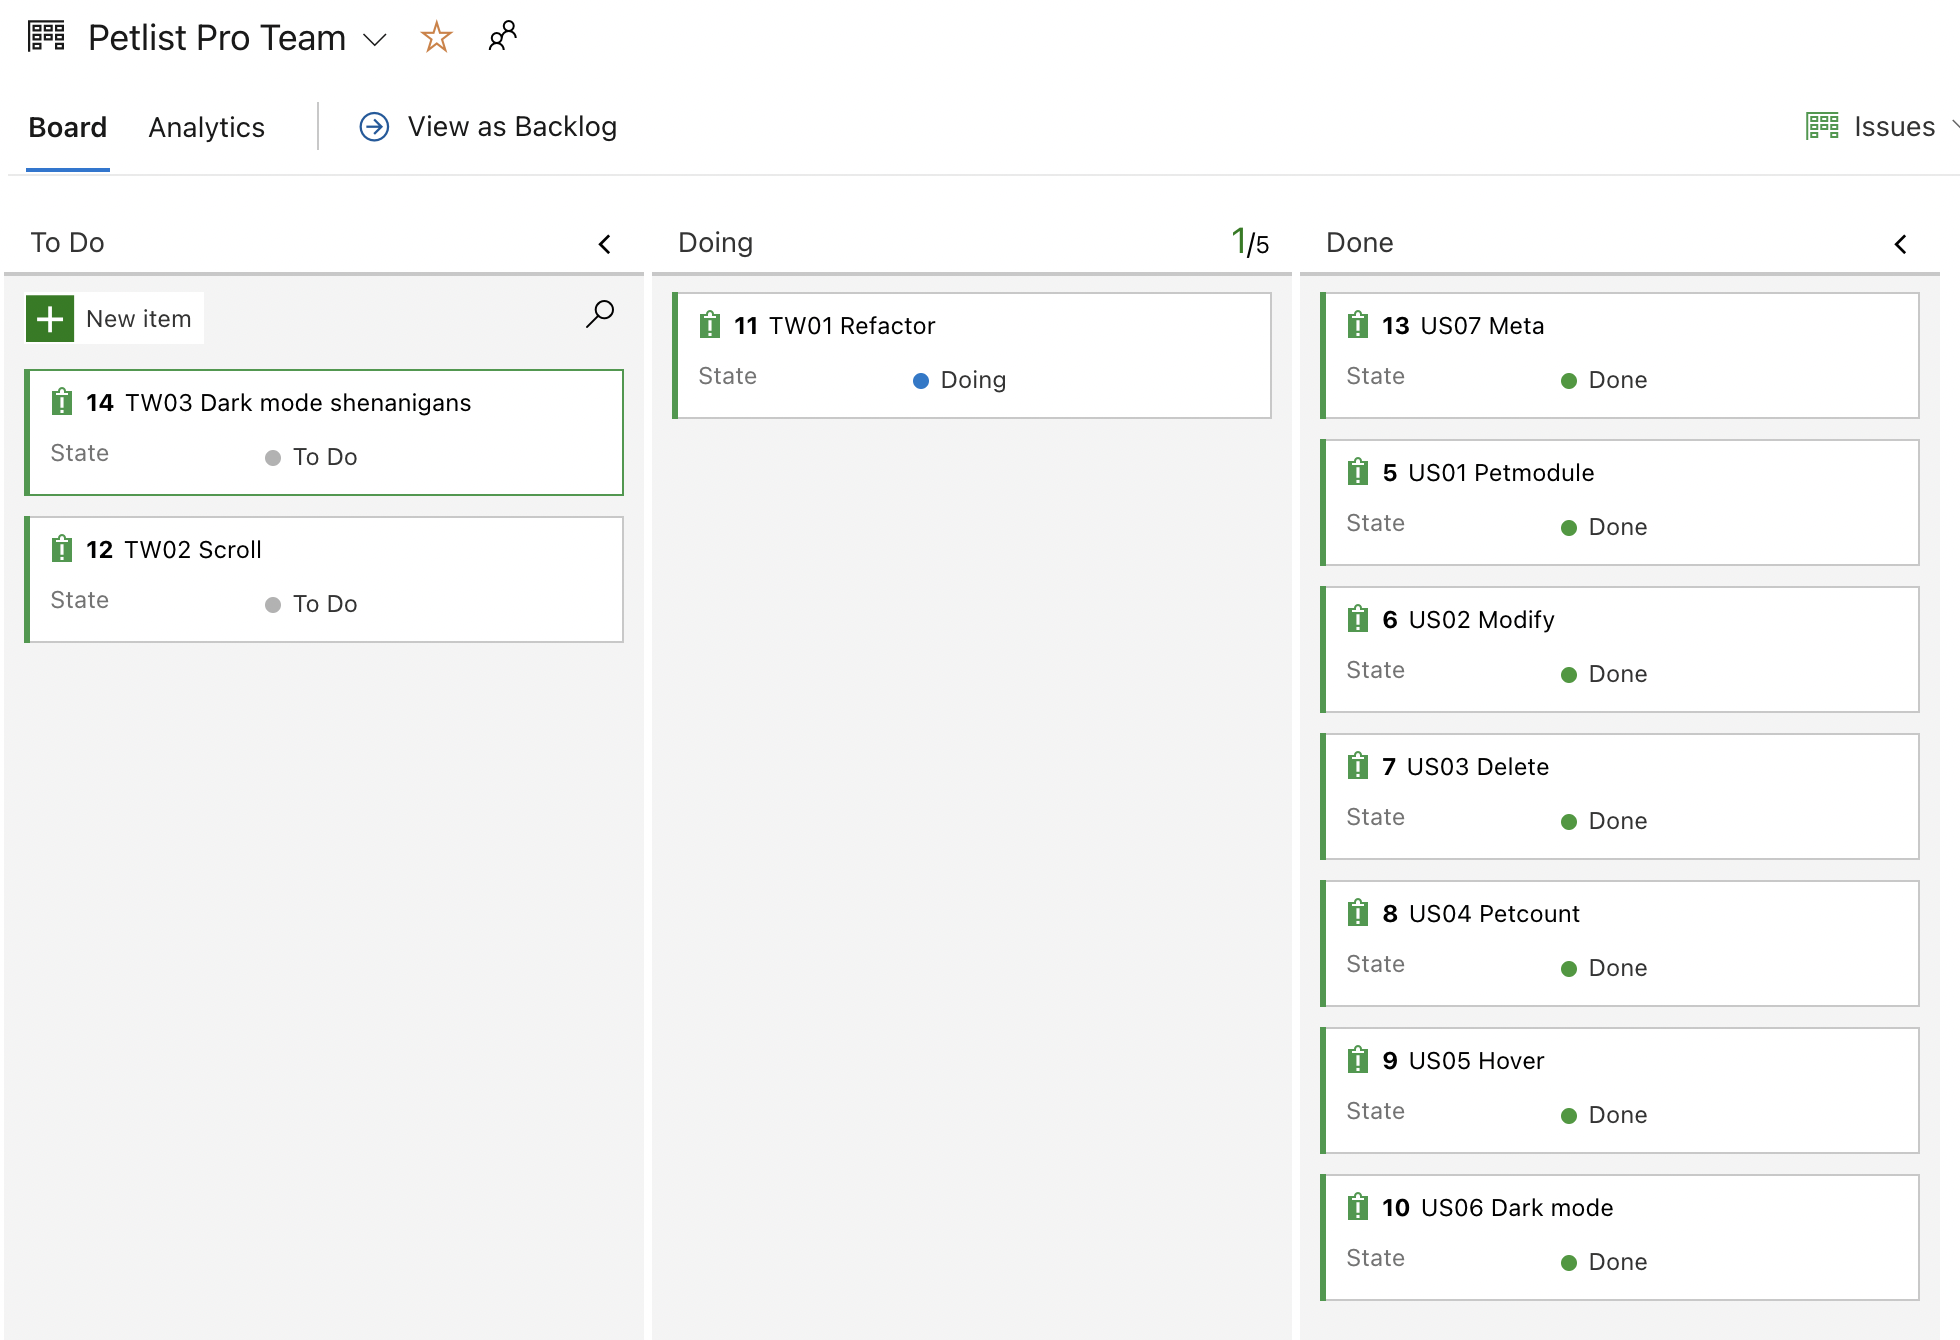 Petlist Pro Team
Board Analytics View as Backlog Issues
To Do
New item
14 TW03 Dark mode shenanigans
State To Do
12 TW02 Scroll
State To Do
Doing 1/5
11 TW01 Refactor
State Doing
Done
13 US07 Meta
State Done
5 US01 Petmodule
State Done
6 US02 Modify
State Done
7 US03 Delete
State Done
8 US04 Petcount
State Done
9 US05 Hover
State Done
10 US06 Dark mode
State Done